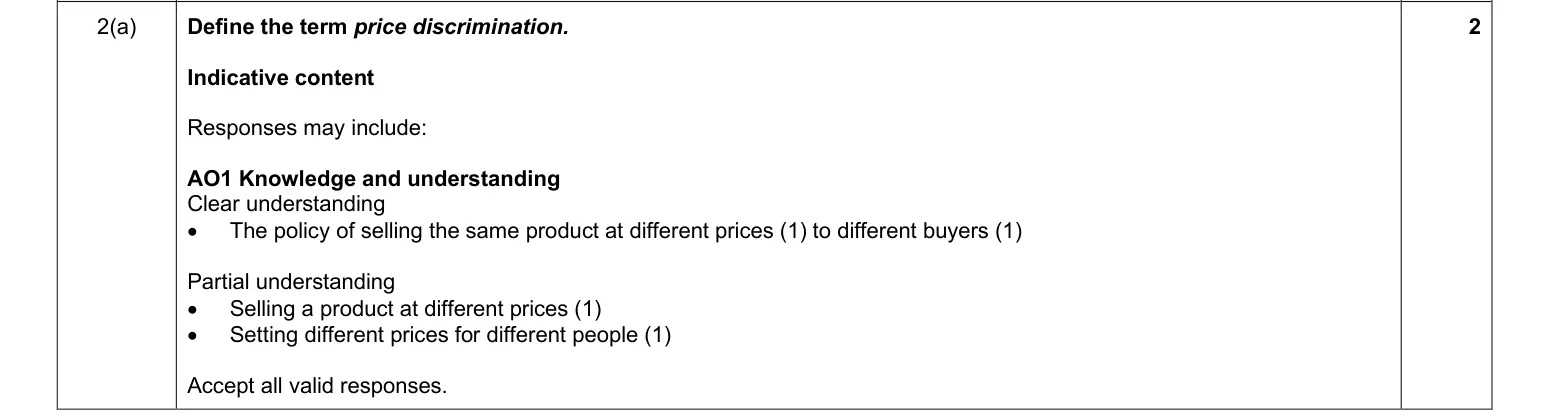 2(a) Define the term price discrimination. 2
Indicative content
Responses may include:
AO1 Knowledge and understanding
Clear understanding
• The policy of selling the same product at different prices (1) to different buyers (1)
Partial understanding
• Selling a product at different prices (1)
• Setting different prices for different people (1)
Accept all valid responses.